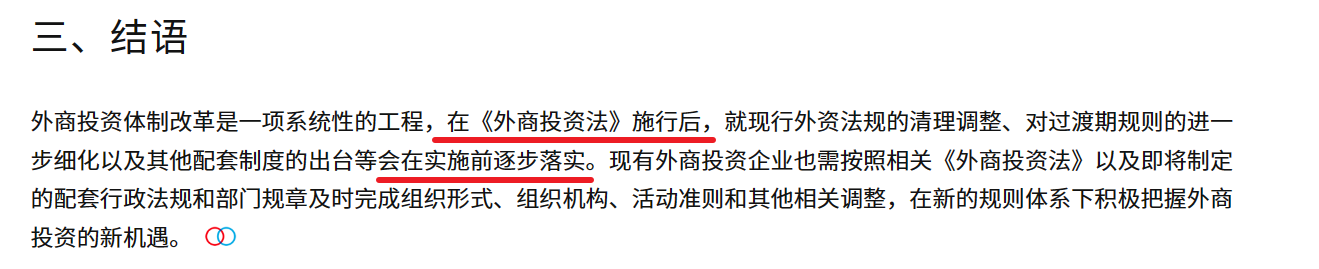 三、结语
外商投资体制改革是一项系统性的工程，在《外商投资法》施行后，就现行外资法规的清理调整、对过渡期规则的进一
步细化以及其他配套制度的出台等会在实施前逐步落实。现有外商投资企业也需按照相关《外商投资法》以及即将制定
的配套行政法规和部门规章及时完成组织形式、组织机构、活动准则和其他相关调整，在新的规则体系下积极把握外商
投资的新机遇。